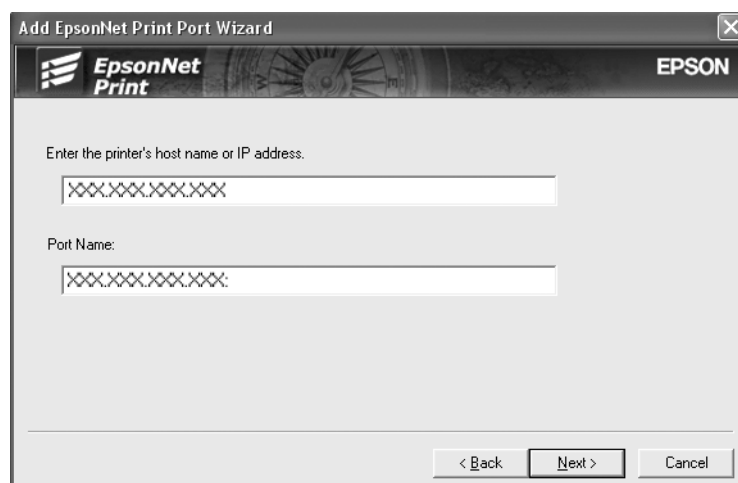 Add EpsonNet Print Port Wizard
EpsonNet
Print
EPSON
W
E
Enter the printer's host name or IP address.
XXX.XXX.XXX.XXX
Port Name:
XXX.XXX.XXX.XXX:
< Back
Next >
Cancel